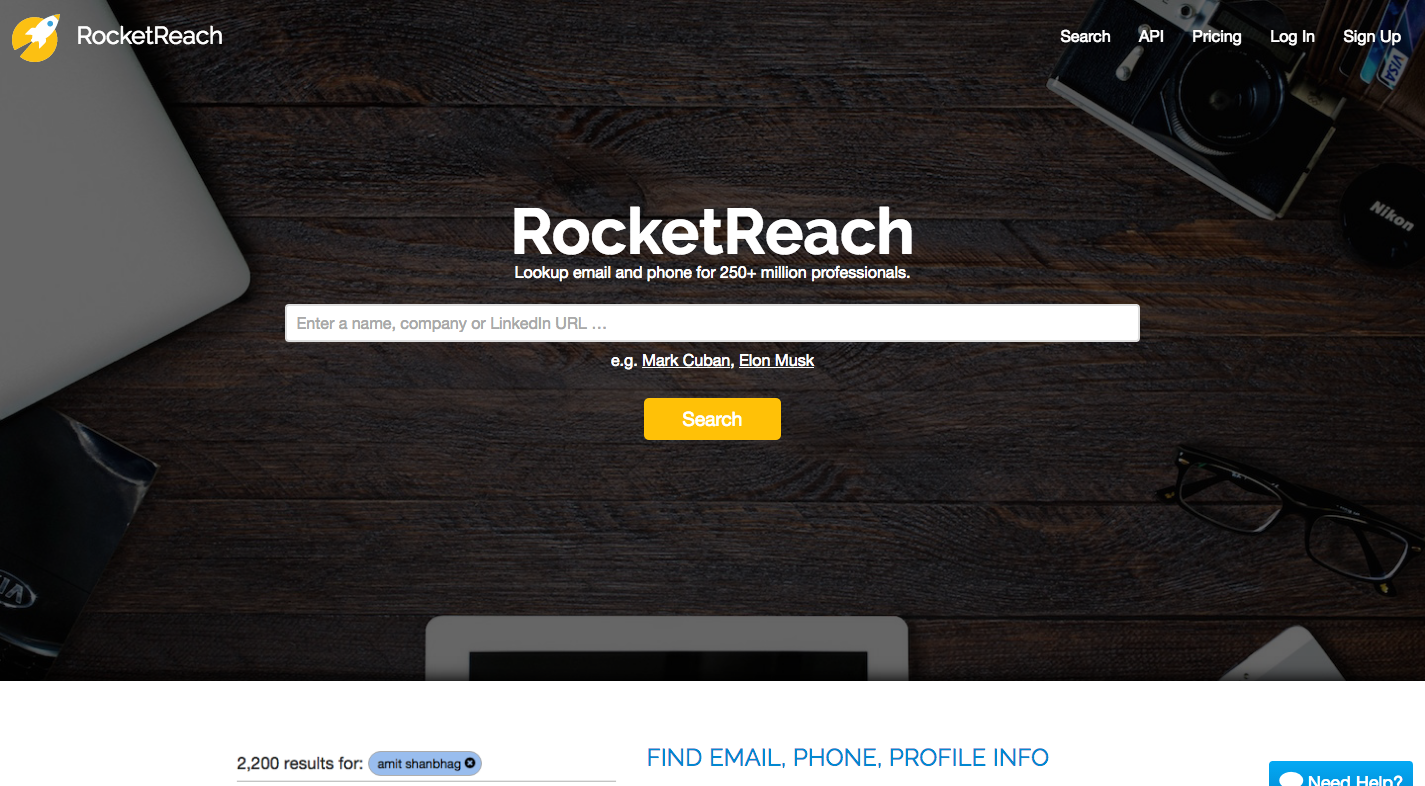 RocketReach
Search API Pricing Log In Sign Up
VISA
Nikon
RocketReach
Lookup email and phone for 250+ million professionals.
Enter a name, company or LinkedIn URL ...
e.g. Mark Cuban, Elon Musk
Search
2,200 results for: amit shanbhag
FIND EMAIL, PHONE, PROFILE INFO
Need Help?